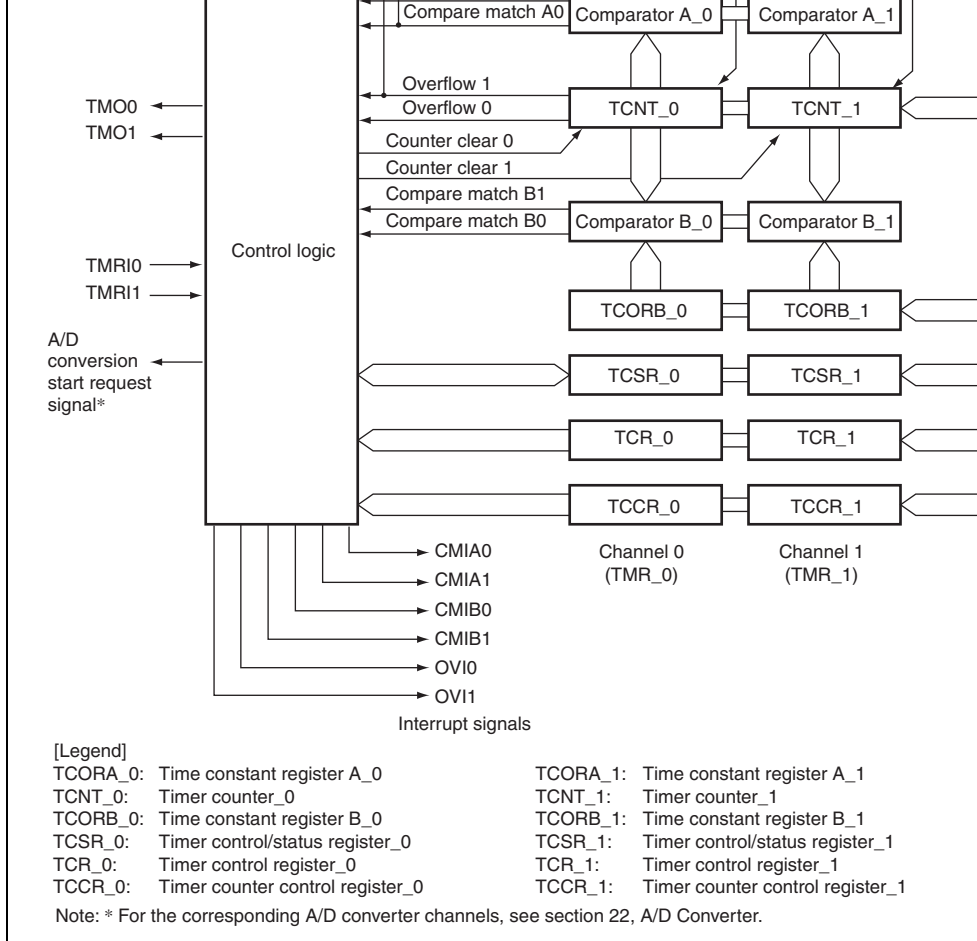 Compare match A0
Comparator A_0
Comparator A_1
Overflow 1
TMO0
Overflow 0
TCNT_0
TCNT_1
TMO1
Counter clear 0
Counter clear 1
Compare match B1
Compare match B0
Comparator B_0
Comparator B_1
Control logic
TMRI0
TMRI1
TCORB_0
TCORB_1
A/D
conversion
start request
signal*
TCSR_0
TCSR_1
TCR_0
TCR_1
TCCR_0
TCCR_1
CMIA0
Channel 0
(TMR_0)
Channel 1
(TMR_1)
CMIA1
CMIB0
CMIB1
OVI0
OVI1
Interrupt signals
[Legend]
TCORA_0: Time constant register A_0
TCORA_1: Time constant register A_1
TCNT_0: Timer counter_0
TCNT_1: Timer counter_1
TCORB_0: Time constant register B_0
TCORB_1: Time constant register B_1
TCSR_0: Timer control/status register_0
TCSR_1: Timer control/status register_1
TCR_0: Timer control register_0
TCR_1: Timer control register_1
TCCR_0: Timer counter control register_0
TCCR_1: Timer counter control register_1
Note: * For the corresponding A/D converter channels, see section 22, A/D Converter.